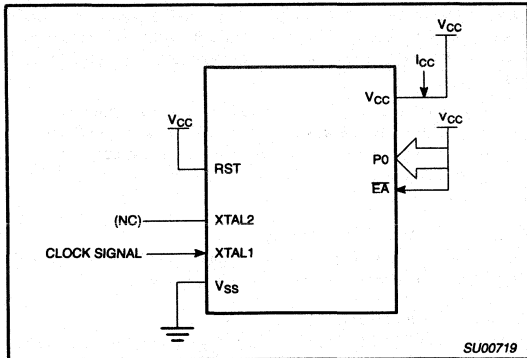 VCC
ICC
VCC
VCC
VCC
P0
RST
EA
(NC)
XTAL2
CLOCK SIGNAL
XTAL1
VSS
SU00719